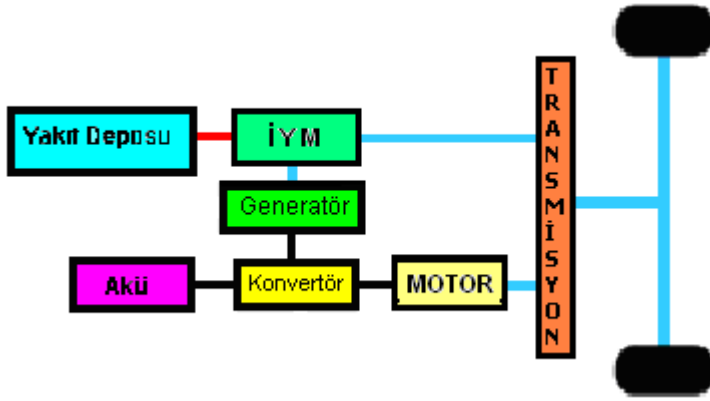 Yakıt Deposu
İYM
Generatör
Akü
Konvertör
MOTOR
TRANSMİSYON